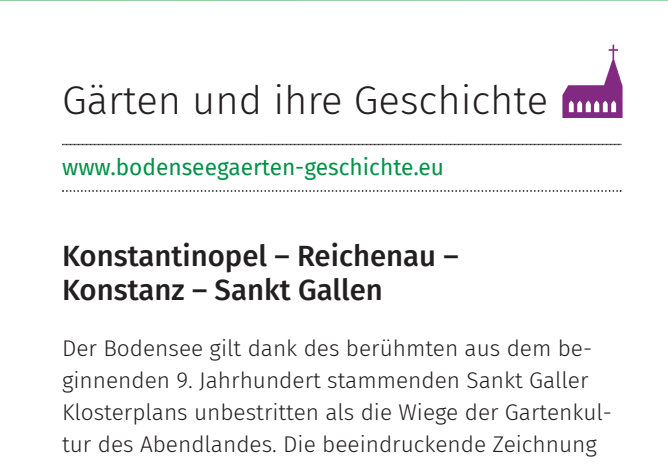 Gärten und ihre Geschichte
www.bodenseegaerten-geschichte.eu
Konstantinopel – Reichenau –
Konstanz – Sankt Gallen
Der Bodensee gilt dank des berühmten aus dem be-
ginnenden 9. Jahrhundert stammenden Sankt Galler
Klosterplans unbestritten als die Wiege der Gartenkul-
tur des Abendlandes. Die beeindruckende Zeichnung